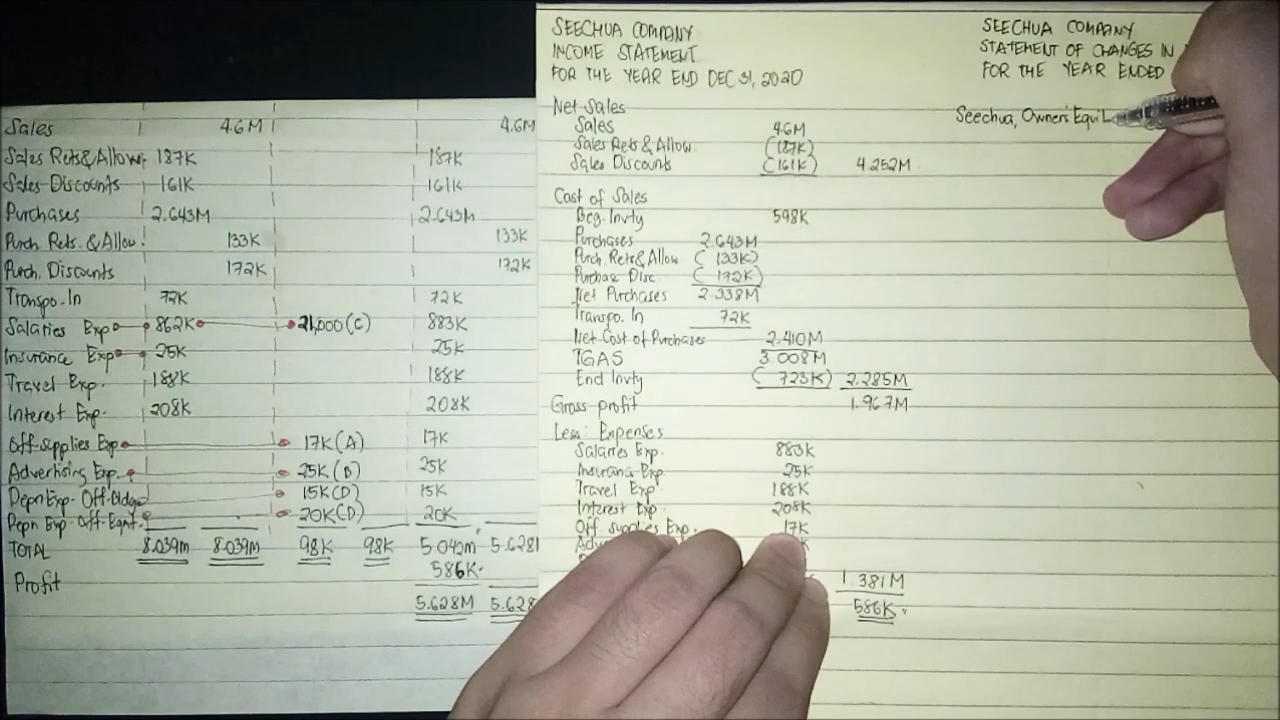 Sales 4.6M 4.6M
Sales Rets&Allow. 187K 187K
Sales Discounts 161K 161K
Purchases 2.643M 2.643M
Purch Rets. & Allow. 133K 133K
Purch. Discounts 172K 172K
Transpo. In 72K 72K
Salaries Exp 862K 21,000 (C) 883K
Insurance Exp 25K 25K
Travel Exp. 188K 188K
Interest Exp 208K 208K
Off-supplies Exp 17K (A) 17K
Advertising Exp. 25K (B) 25K
Depn Exp- Off-Bldg 15K (D) 15K
Depn Exp- Off-Eqpt. 20K (D) 20K
TOTAL 8.039M 8.039M 98K 98K 5.042M 5.628
Profit 586K
5.628M 5.628
SEECHUA COMPANY
INCOME STATEMENT
FOR THE YEAR END DEC 31, 2020
Net Sales
Sales 4.6M
Sales Rets & Allow. (187K)
Sales Discounts (161K) 4.252M
Cost of Sales
Beg. Invty 598K
Purchases 2.643M
Purch Rets&Allow (133K)
Purchase Disc. (172K)
Net Purchases 2.338M
Transpo. In 72K
Net Cost of Purchases 2.410M
TGAS 3.008M
End Invty (723K) 2.285M
Gross profit 1.967M
Less: Expenses
Salaries Exp. 883K
Insurance Exp. 25K
Travel Exp 188K
Interest Exp. 208K
Off supplies Exp. 17K
1.381M
586K
SEECHUA COMPANY
STATEMENT OF CHANGES IN
FOR THE YEAR ENDED
Seechua, Owner's Equi